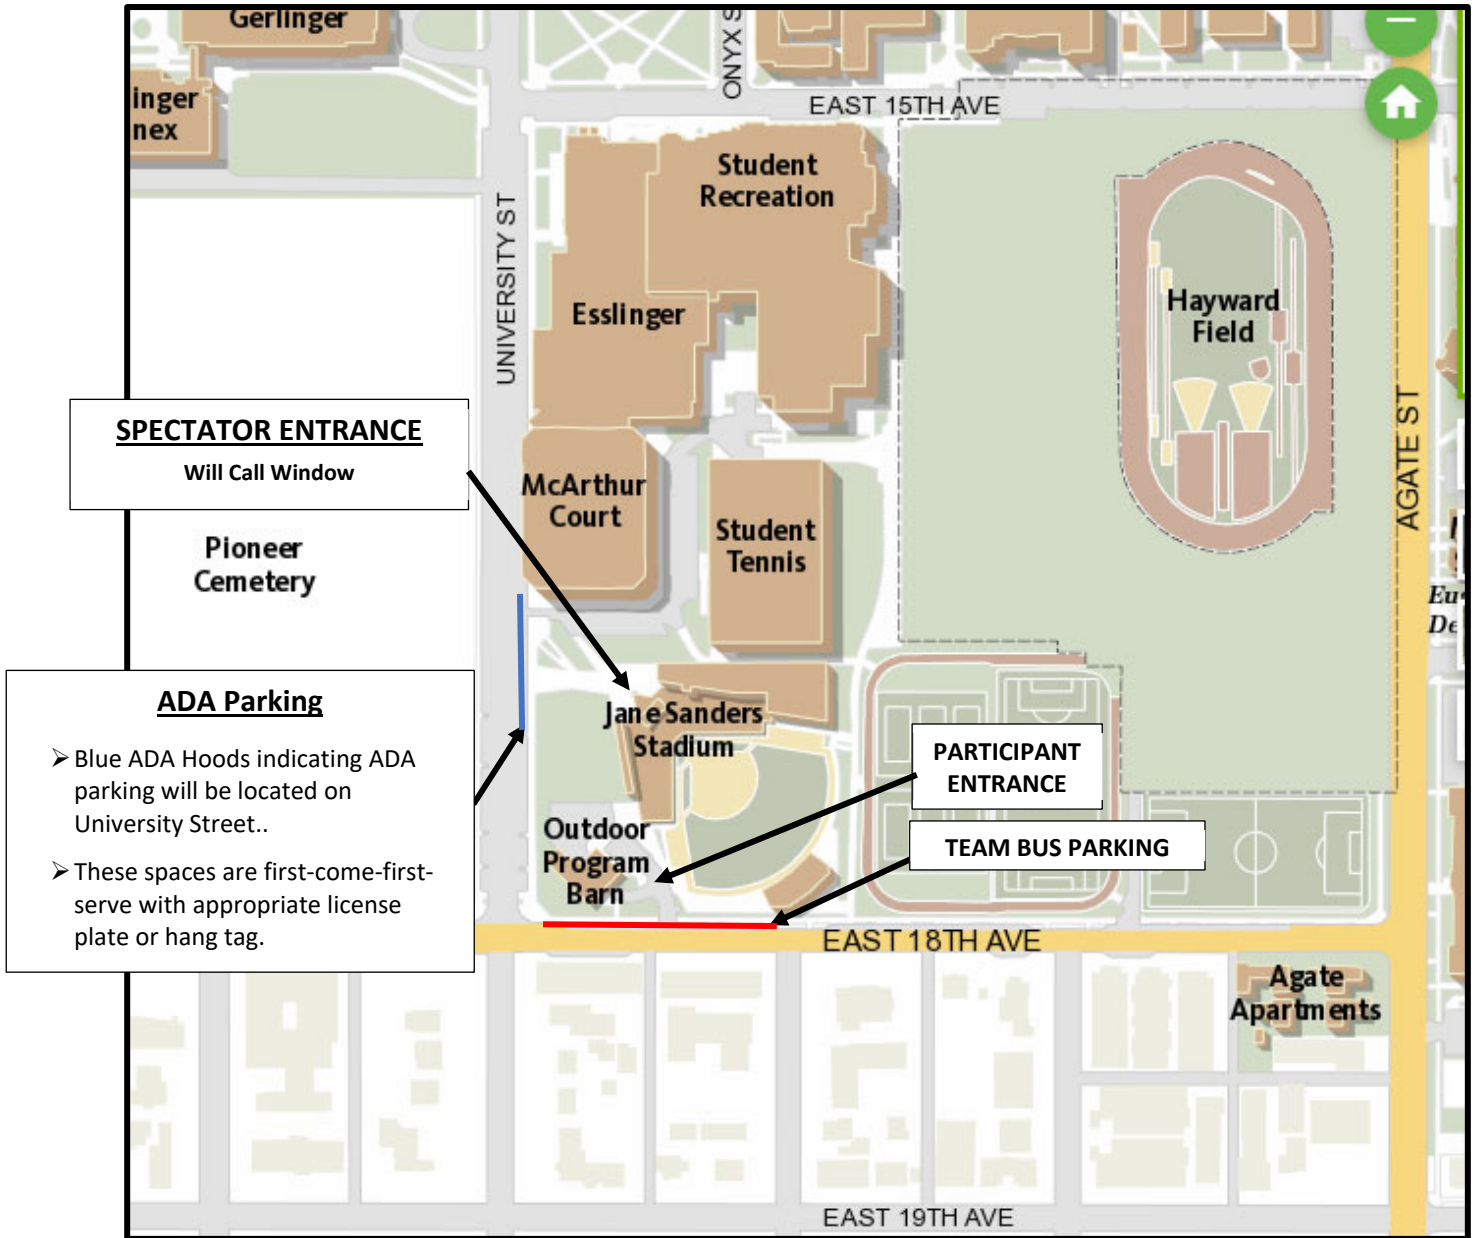 Gerlinger
inger
nex
ONYX S
EAST 15TH AVE
Student
Recreation
UNIVERSITY ST
Esslinger
Hayward
Field
AGATE ST
SPECTATOR ENTRANCE
Will Call Window
McArthur
Court
Student
Tennis
Pioneer
Cemetery
Eu
De
ADA Parking
➢ Blue ADA Hoods indicating ADA
parking will be located on
University Street..
➢ These spaces are first-come-first-
serve with appropriate license
plate or hang tag.
Jane Sanders
Stadium
PARTICIPANT
ENTRANCE
TEAM BUS PARKING
Outdoor
Program
Barn
EAST 18TH AVE
Agate
Apartments
EAST 19TH AVE